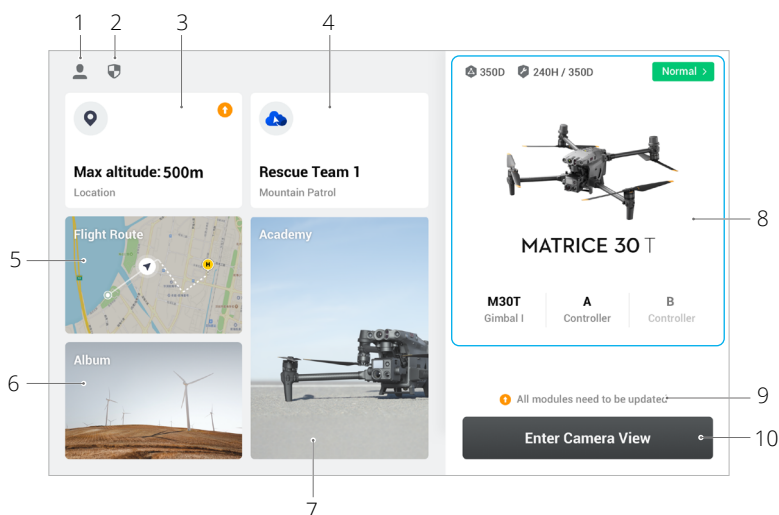 1
2
3
4
350D
240H / 350D
Normal >
Max altitude: 500m
Location
Rescue Team 1
Mountain Patrol
Flight Route
H
Academy
5
8
MATRICE 30 T
M30T
Gimbal I
A
Controller
B
Controller
Album
6
All modules need to be updated
9
Enter Camera View
10
7